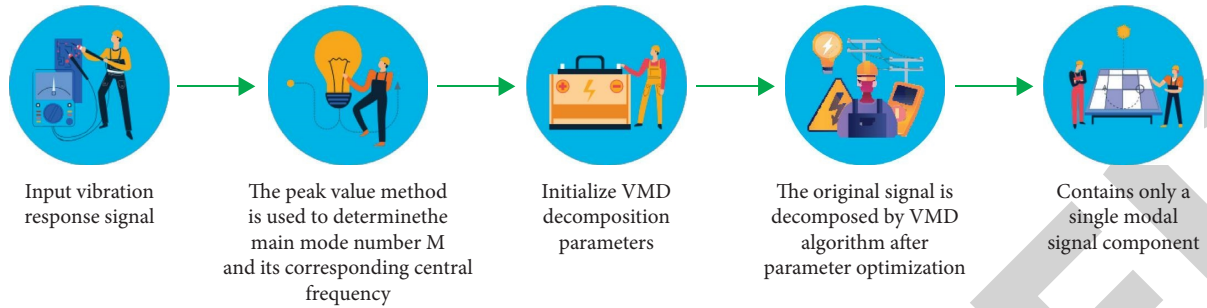 Input vibration
response signal
The peak value method
is used to determinethe
main mode number M
and its corresponding central
frequency
Initialize VMD
decomposition
parameters
The original signal is
decomposed by VMD
algorithm after
parameter optimization
Contains only a
single modal
signal component